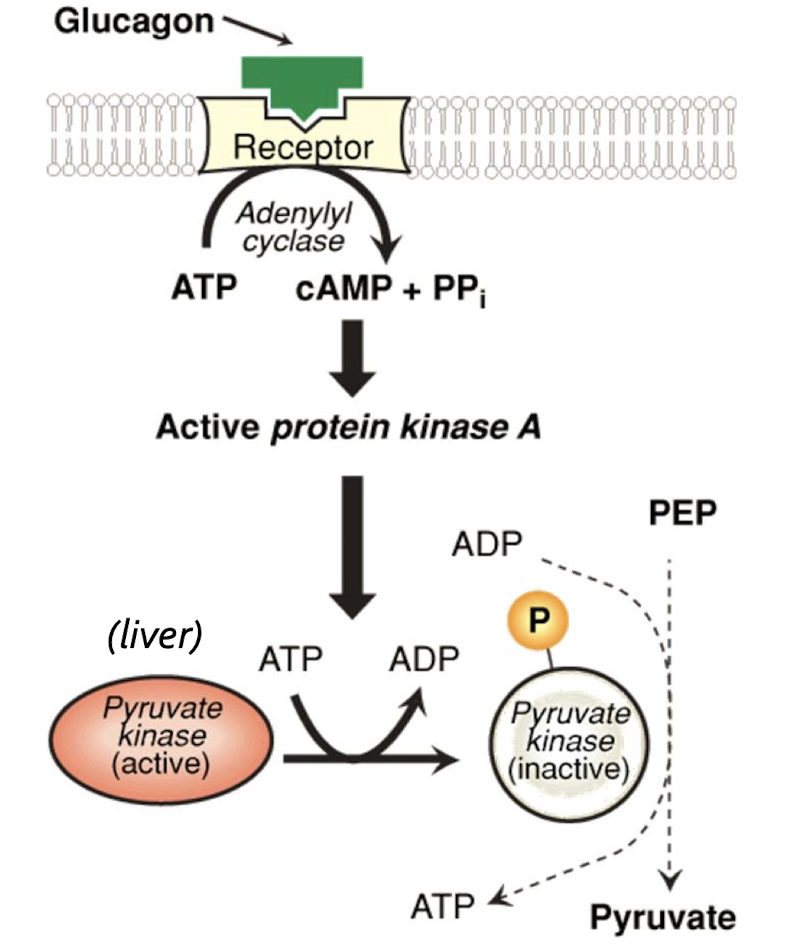 Glucagon
Receptor
Adenylyl
cyclase
ATP
cAMP + PPi
Active protein kinase A
PEP
ADP
P
(liver)
ATP
ADP
Pyruvate
kinase
(active)
Pyruvate
kinase
(inactive)
ATP
Pyruvate